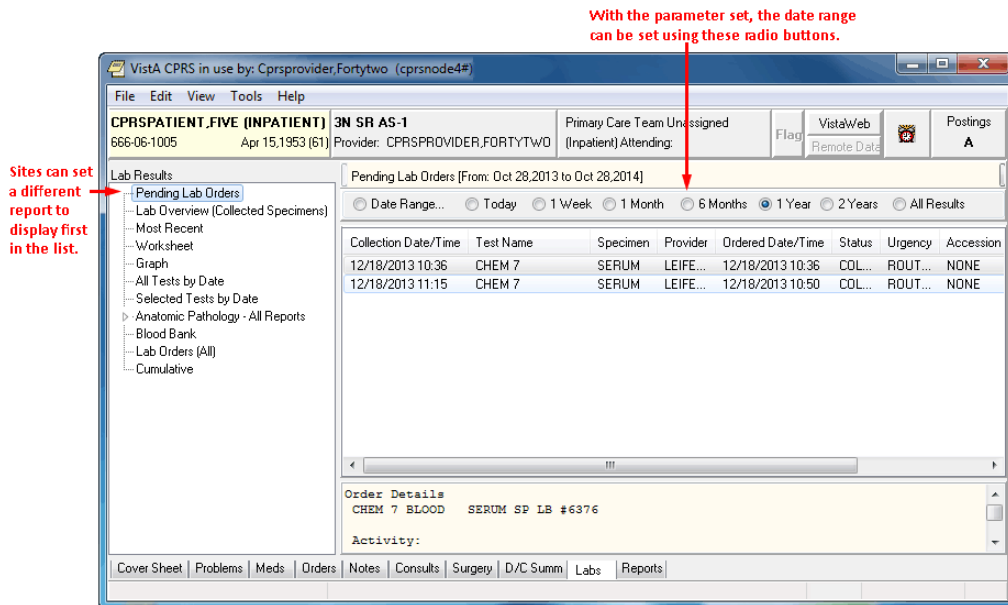 With the parameter set, the date range
can be set using these radio buttons.
VistA CPRS in use by: Cprsprovider,Fortytwo (cprsnode4#)
File Edit View Tools Help
CPRSPATIENT,FIVE (INPATIENT) 3N SR AS-1 Primary Care Team Unassigned Flag VistaWeb Postings
666-06-1005 Apr 15,1953 (61) Provider: CPRSPROVIDER,FORTYTWO (Inpatient) Attending: Remote Data A
Sites can set
a different
report to
display first
in the list.
Lab Results
Pending Lab Orders
Lab Overview (Collected Specimens)
Most Recent
Worksheet
Graph
All Tests by Date
Selected Tests by Date
Anatomic Pathology - All Reports
Blood Bank
Lab Orders (All)
Cumulative
Pending Lab Orders [From: Oct 28,2013 to Oct 28,2014]
Date Range... Today 1 Week 1 Month 6 Months 1 Year 2 Years All Results
Collection Date/Time Test Name Specimen Provider Ordered Date/Time Status Urgency Accession
12/18/2013 10:36 CHEM 7 SERUM LEIFE... 12/18/2013 10:36 COL... ROUT... NONE
12/18/2013 11:15 CHEM 7 SERUM LEIFE... 12/18/2013 10:50 COL... ROUT... NONE
Order Details
CHEM 7 BLOOD SERUM SP LB #6376
Activity:
Cover Sheet Problems Meds Orders Notes Consults Surgery D/C Summ Labs Reports